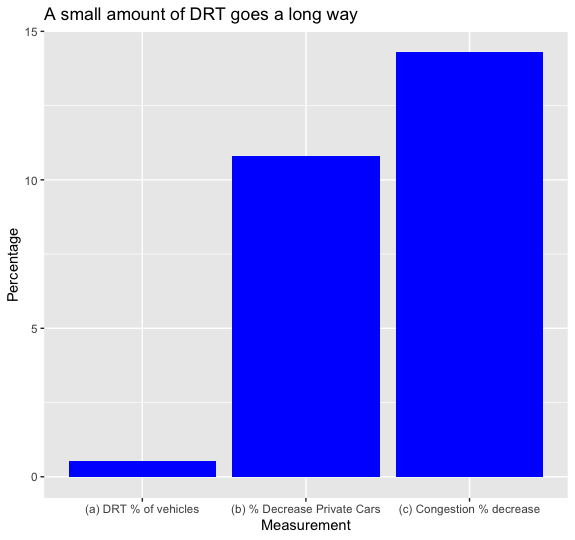 A small amount of DRT goes a long way
15
10
5
0
Percentage
(a) DRT % of vehicles
(b) % Decrease Private Cars
(c) Congestion % decrease
Measurement